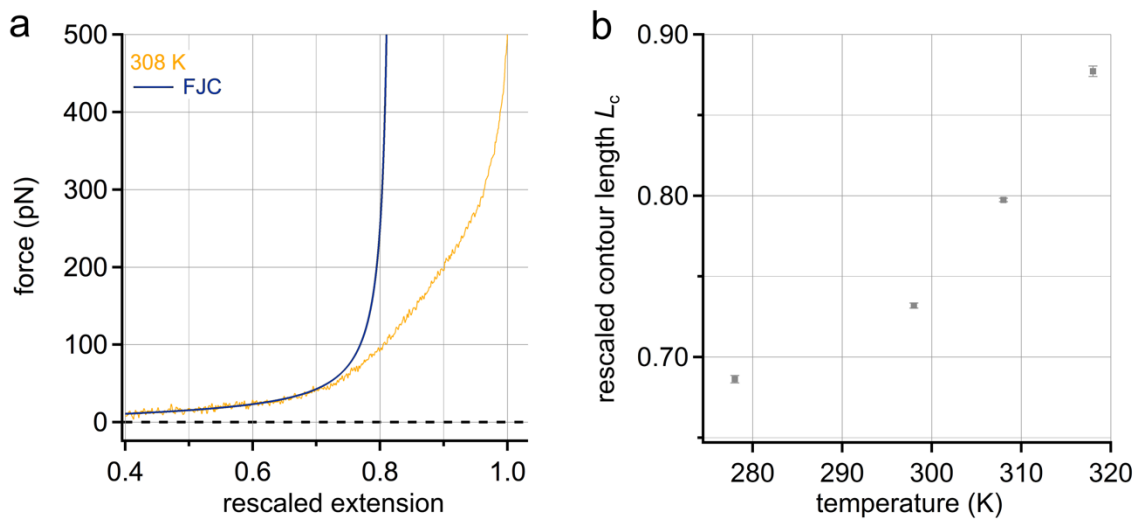 a
500
400
300
200
100
0
force (pN)
308 K
FJC
0.4
0.6
0.8
1.0
rescaled extension
b
0.90
0.80
0.70
rescaled contour length Lc
280
290
300
310
320
temperature (K)